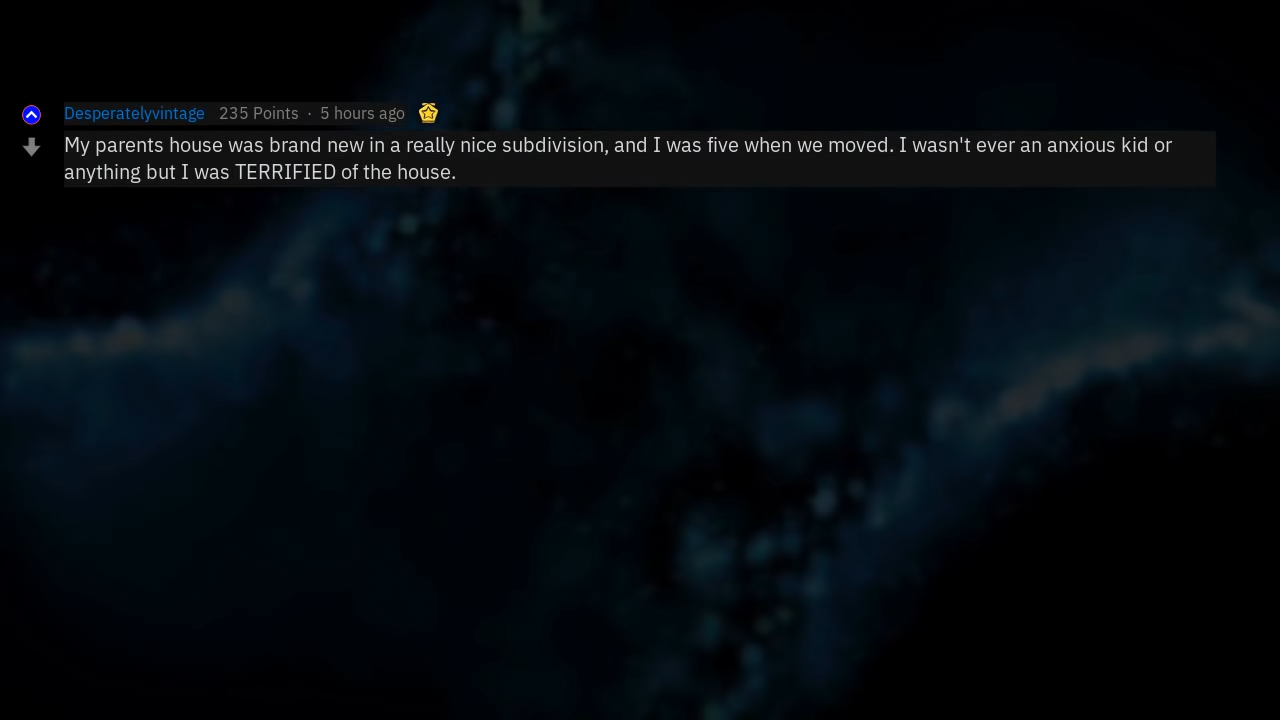 Desperatelyvintage 235 Points · 5 hours ago
My parents house was brand new in a really nice subdivision, and I was five when we moved. I wasn't ever an anxious kid or
anything but I was TERRIFIED of the house.